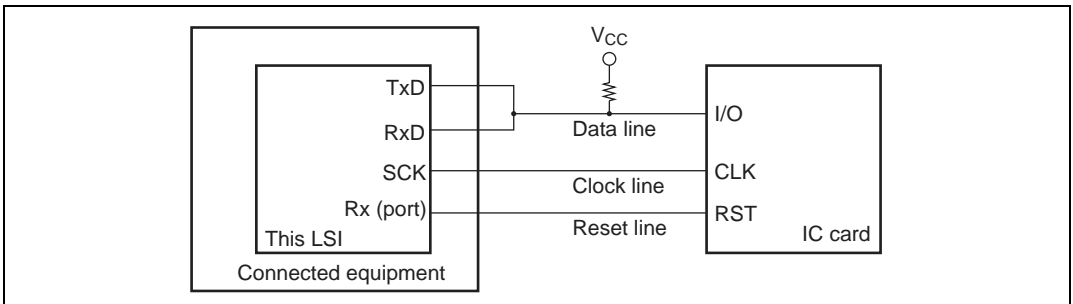 VCC
TxD
RxD
SCK
Rx (port)
This LSI
Connected equipment
Data line
Clock line
Reset line
I/O
CLK
RST
IC card